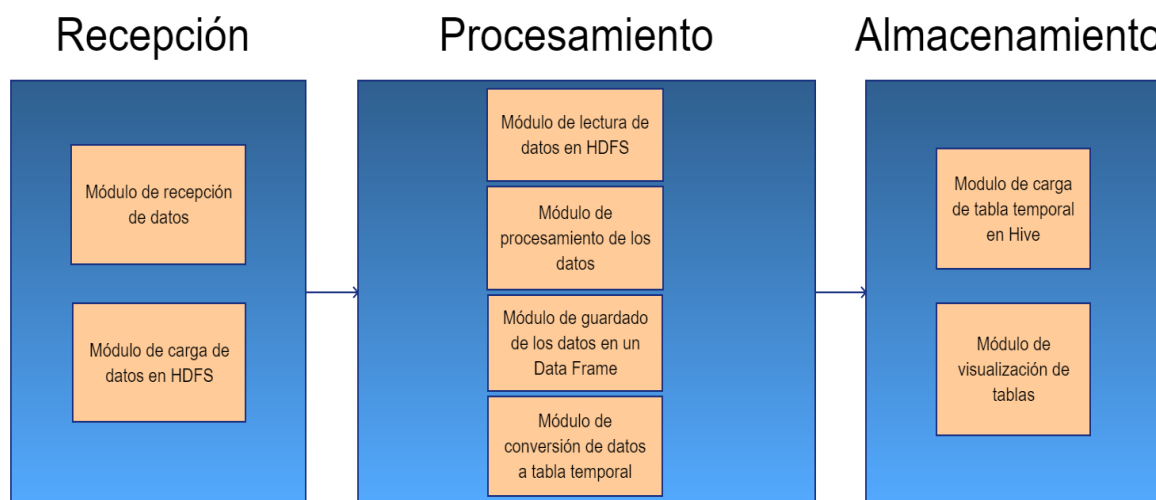 Recepción
Procesamiento
Almacenamiento
Módulo de recepción
de datos
Módulo de carga de
datos en HDFS
Módulo de lectura de
datos en HDFS
Módulo de
procesamiento de los
datos
Módulo de guardado
de los datos en un
Data Frame
Módulo de
conversión de datos
a tabla temporal
Modulo de carga
de tabla temporal
en Hive
Módulo de
visualización de
tablas